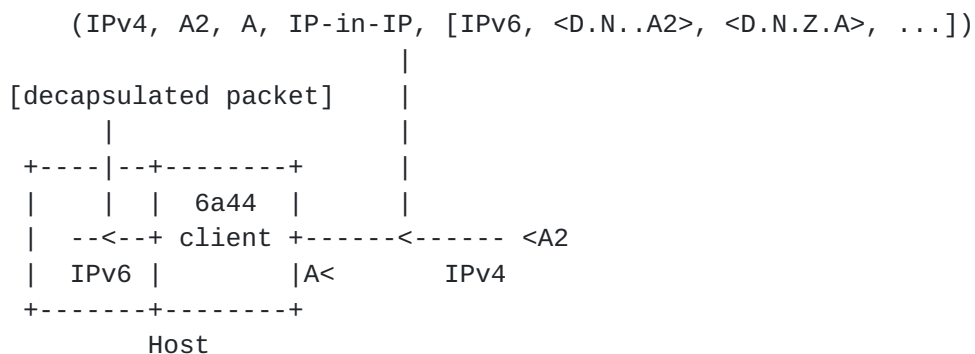 (IPv4, A2, A, IP-in-IP, [IPv6, <D.N..A2>, <D.N.Z.A>, ...])
                          |
[decapsulated packet]     |
      |                   |
 +----|--+--------+       |
 |    |  |  6a44  |       |
 |  --<--+ client +------<------ <A2
 |  IPv6 |        |A<      IPv4
 +-------+--------+
        Host